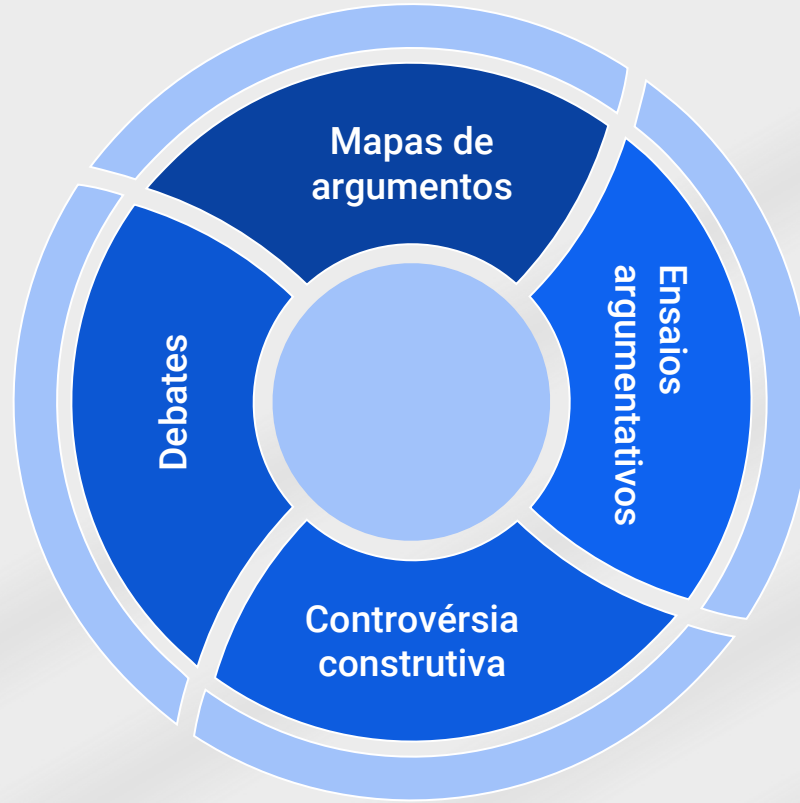 Mapas de
argumentos
Ensaios
argumentativos
Controvérsia
construtiva
Debates